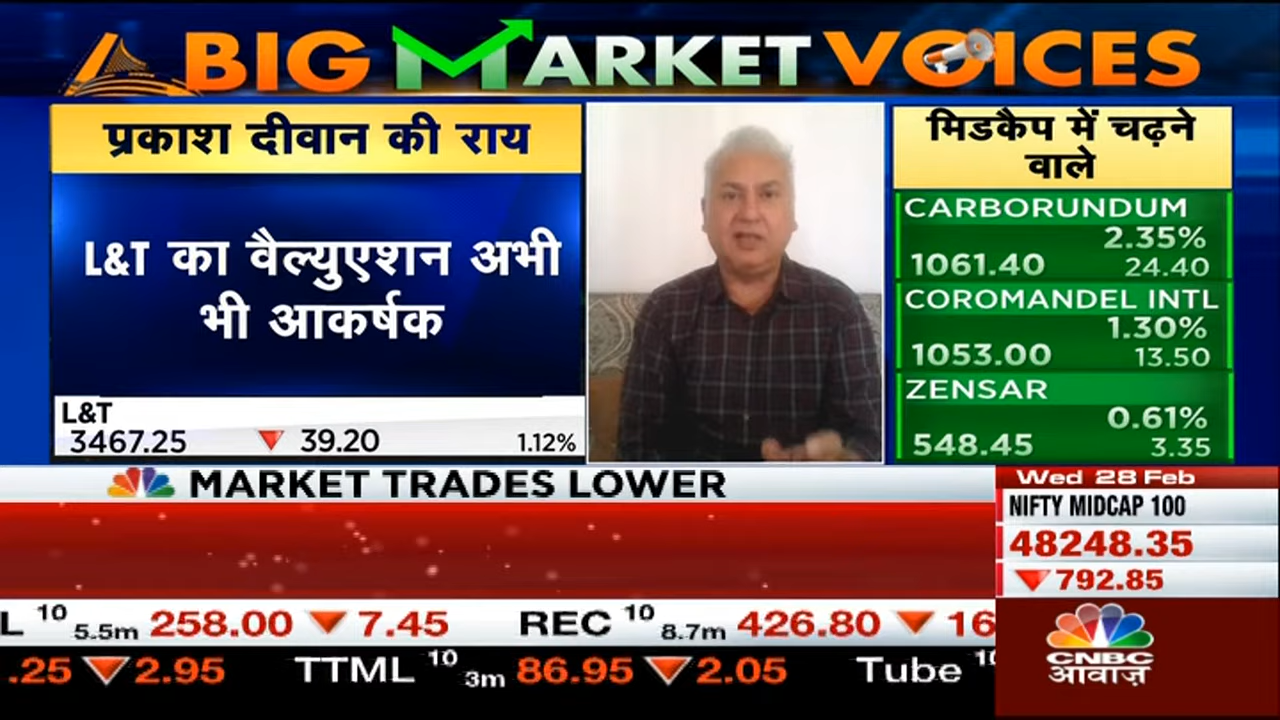 BIG MARKET VOICES
प्रकाश दीवान की राय
L&T का वैल्युएशन अभी
भी आकर्षक
L&T
3467.25 ▼ 39.20 1.12%
मिडकैप में चढ़ने
वाले
CARBORUNDUM
2.35%
1061.40 24.40
COROMANDEL INTL
1.30%
1053.00 13.50
ZENSAR
0.61%
548.45 3.35
MARKET TRADES LOWER
Wed 28 Feb
NIFTY MIDCAP 100
48248.35
▼ 792.85
L 10 5.5m 258.00 ▼ 7.45 REC 10 8.7m 426.80 ▼ 16
.25 ▼ 2.95 TTML 10 3m 86.95 ▼ 2.05 Tube 10
CNBC
आवाज़